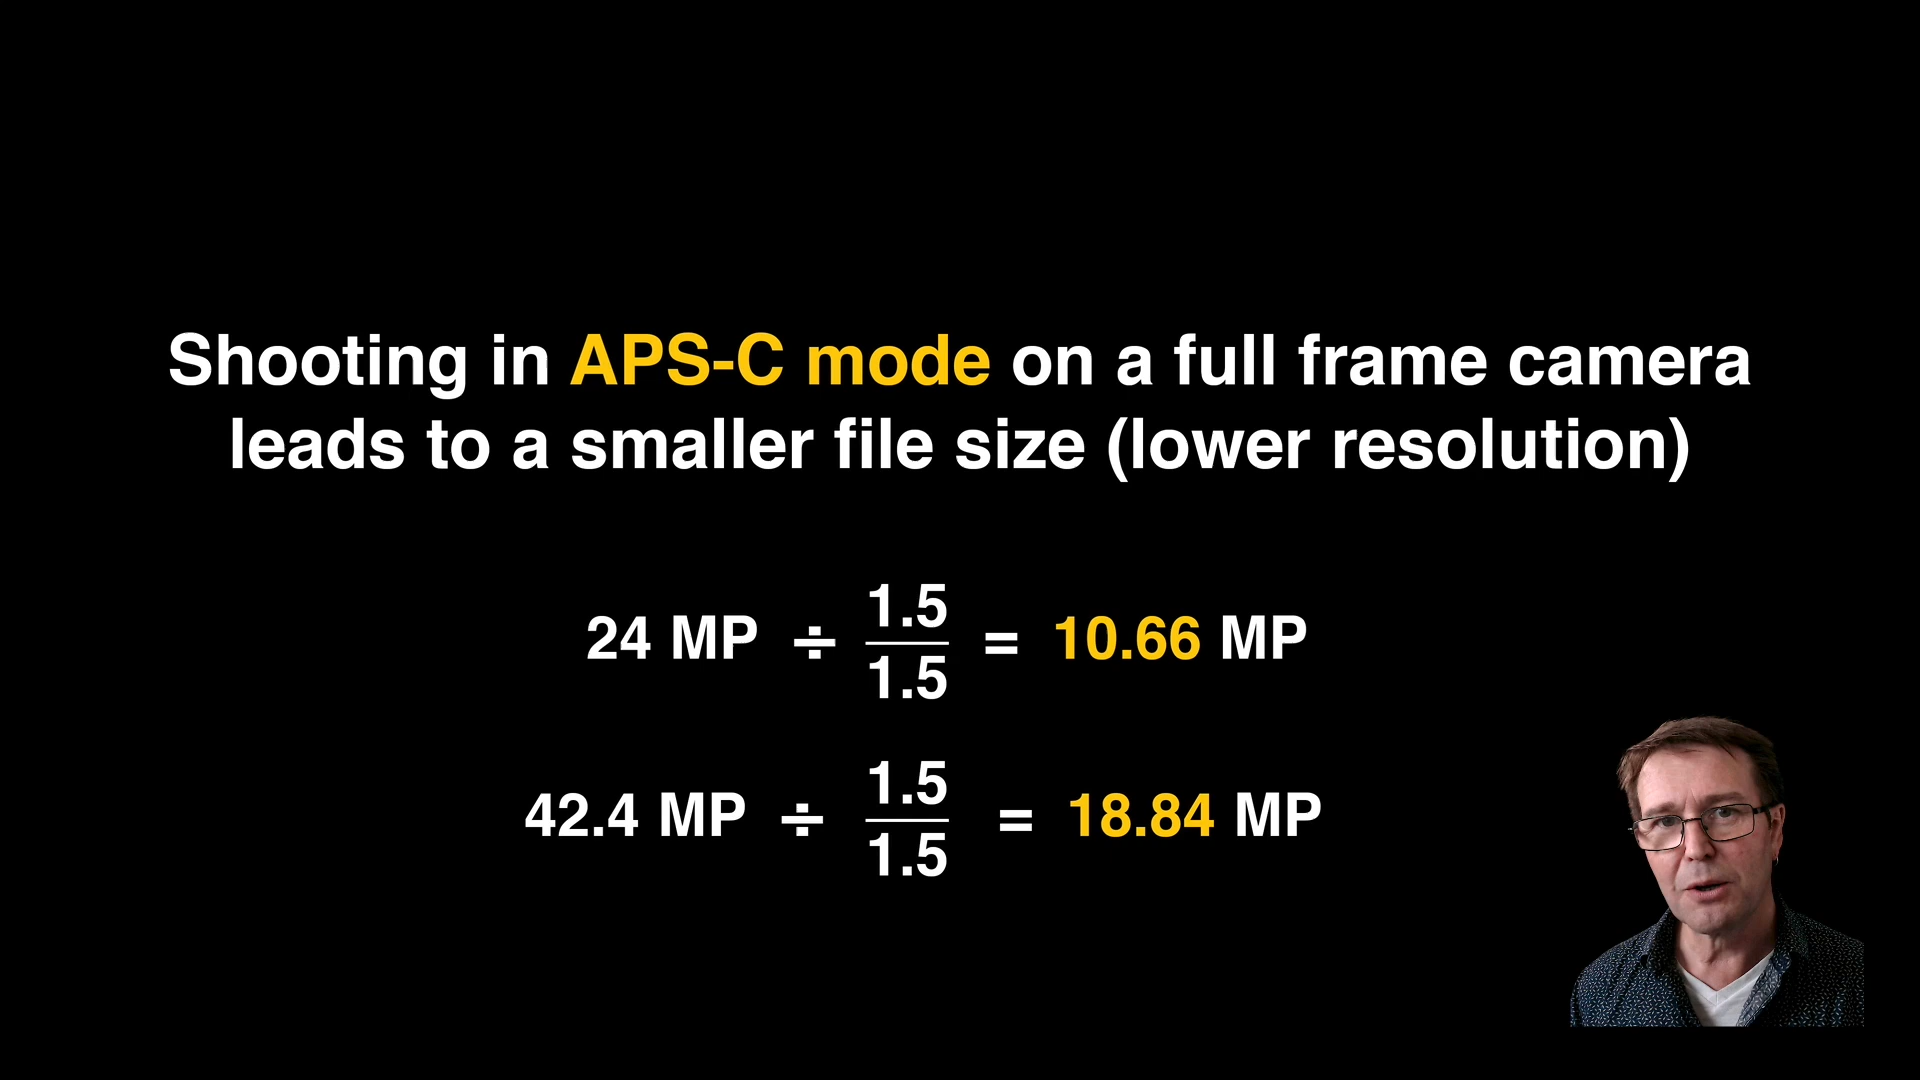 Shooting in APS-C mode on a full frame camera
leads to a smaller file size (lower resolution)
24 MP ÷ 1.5/1.5 = 10.66 MP
42.4 MP ÷ 1.5/1.5 = 18.84 MP